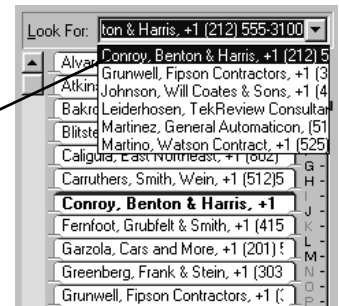 Look For: ton & Harris, +1 (212) 555-3100
Conroy, Benton & Harris, +1 (212) 5
Grunwell, Fipson Contractors, +1 (3
Johnson, Will Coates & Sons, +1 (4
Leiderhosen, TekReview Consultan
Martinez, General Automaticon, (51
Martino, Watson Contract, +1 (525)
Alvar
Atkin
Bakro
Blitste
Caligula, East Northeast, +1 (802)
Carruthers, Smith, Wein, +1 (512)5
Conroy, Benton & Harris, +1
Fernfoot, Grubfelt & Smith, +1 (415
Garzola, Cars and More, +1 (201)
Greenberg, Frank & Stein, +1 (303
Grunwell, Fipson Contractors, +1 (
G -
H -
I -
J -
K -
L -
M -
N -
O -
P -